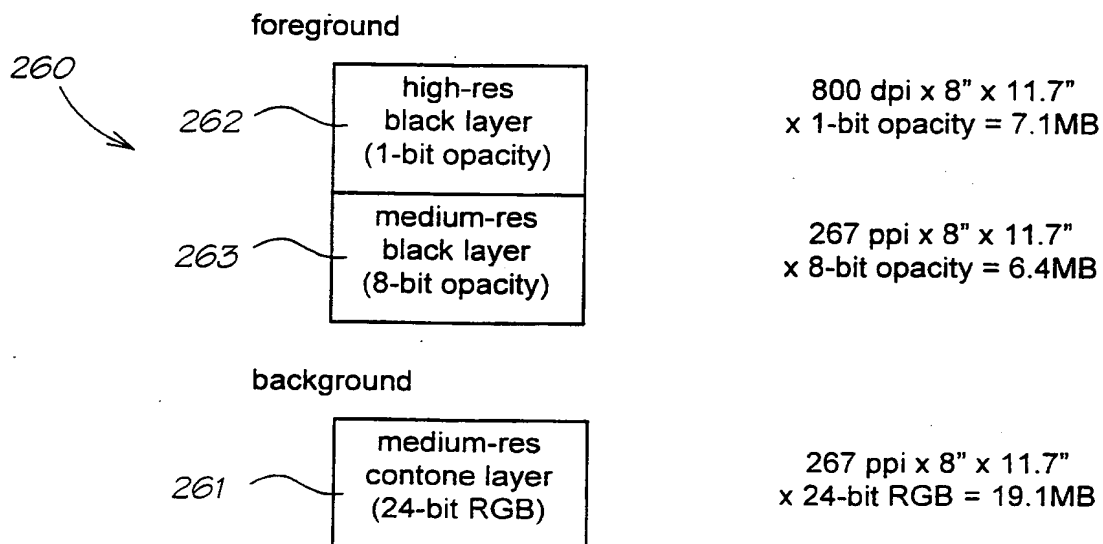 foreground
260
262
high-res
black layer
(1-bit opacity)
800 dpi x 8" x 11.7"
x 1-bit opacity = 7.1MB
263
medium-res
black layer
(8-bit opacity)
267 ppi x 8" x 11.7"
x 8-bit opacity = 6.4MB
background
261
medium-res
contone layer
(24-bit RGB)
267 ppi x 8" x 11.7"
x 24-bit RGB = 19.1MB